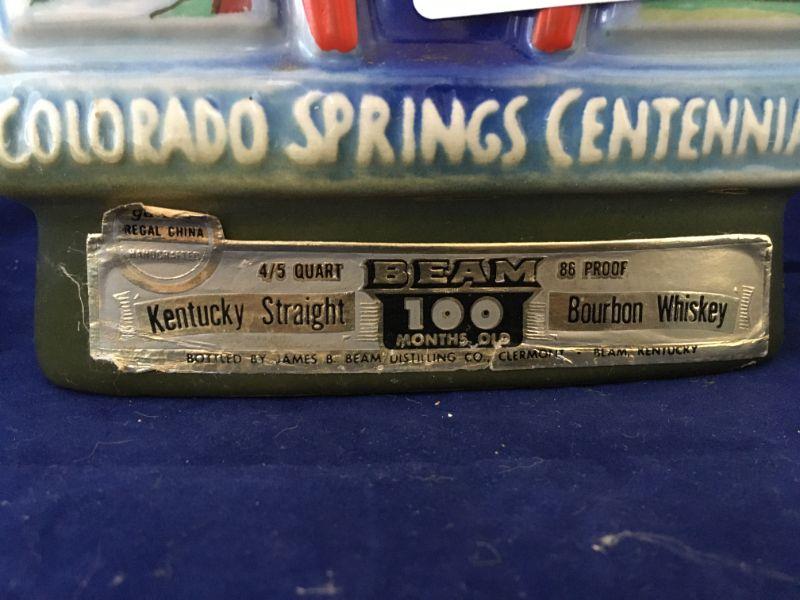 COLORADO SPRINGS CENTENNIA
REGAL CHINA
HANDCRAFTED
4/5 QUART BEAM 86 PROOF
Kentucky Straight 100 Bourbon Whiskey
MONTHS OLD
BOTTLED BY JAMES B. BEAM DISTILLING CO., CLERMONT - BEAM, KENTUCKY